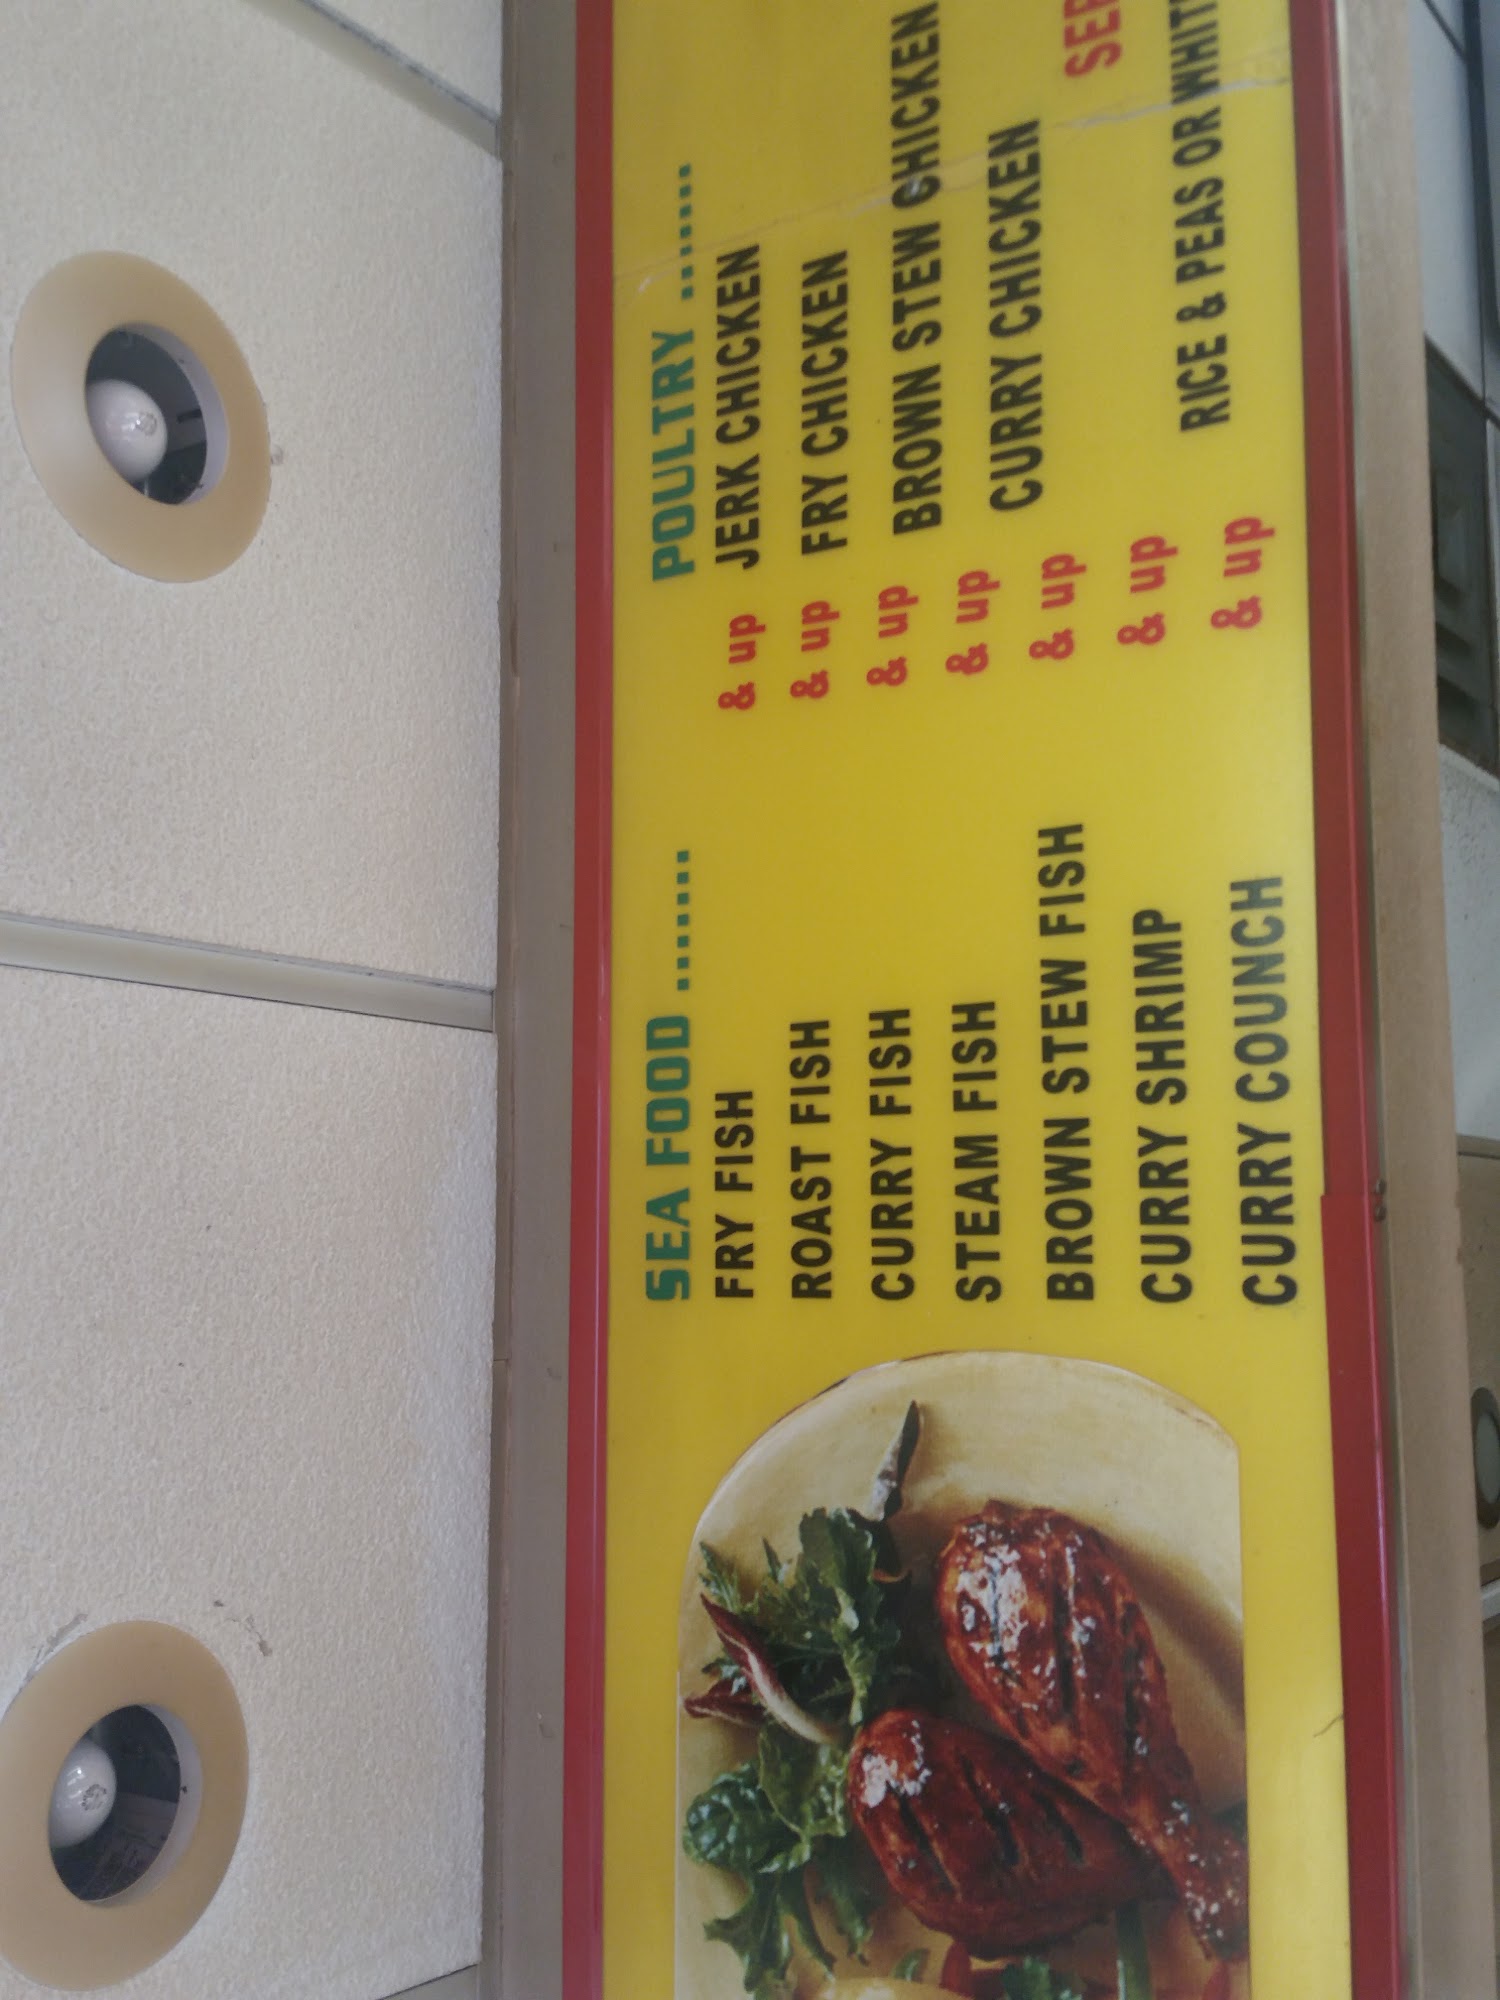 SEA FOOD ......
FRY FISH & up
ROAST FISH & up
CURRY FISH & up
STEAM FISH & up
BROWN STEW FISH & up
CURRY SHRIMP & up
CURRY COUNCH & up
POULTRY ......
JERK CHICKEN
FRY CHICKEN
BROWN STEW CHICKEN
CURRY CHICKEN
RICE & PEAS OR